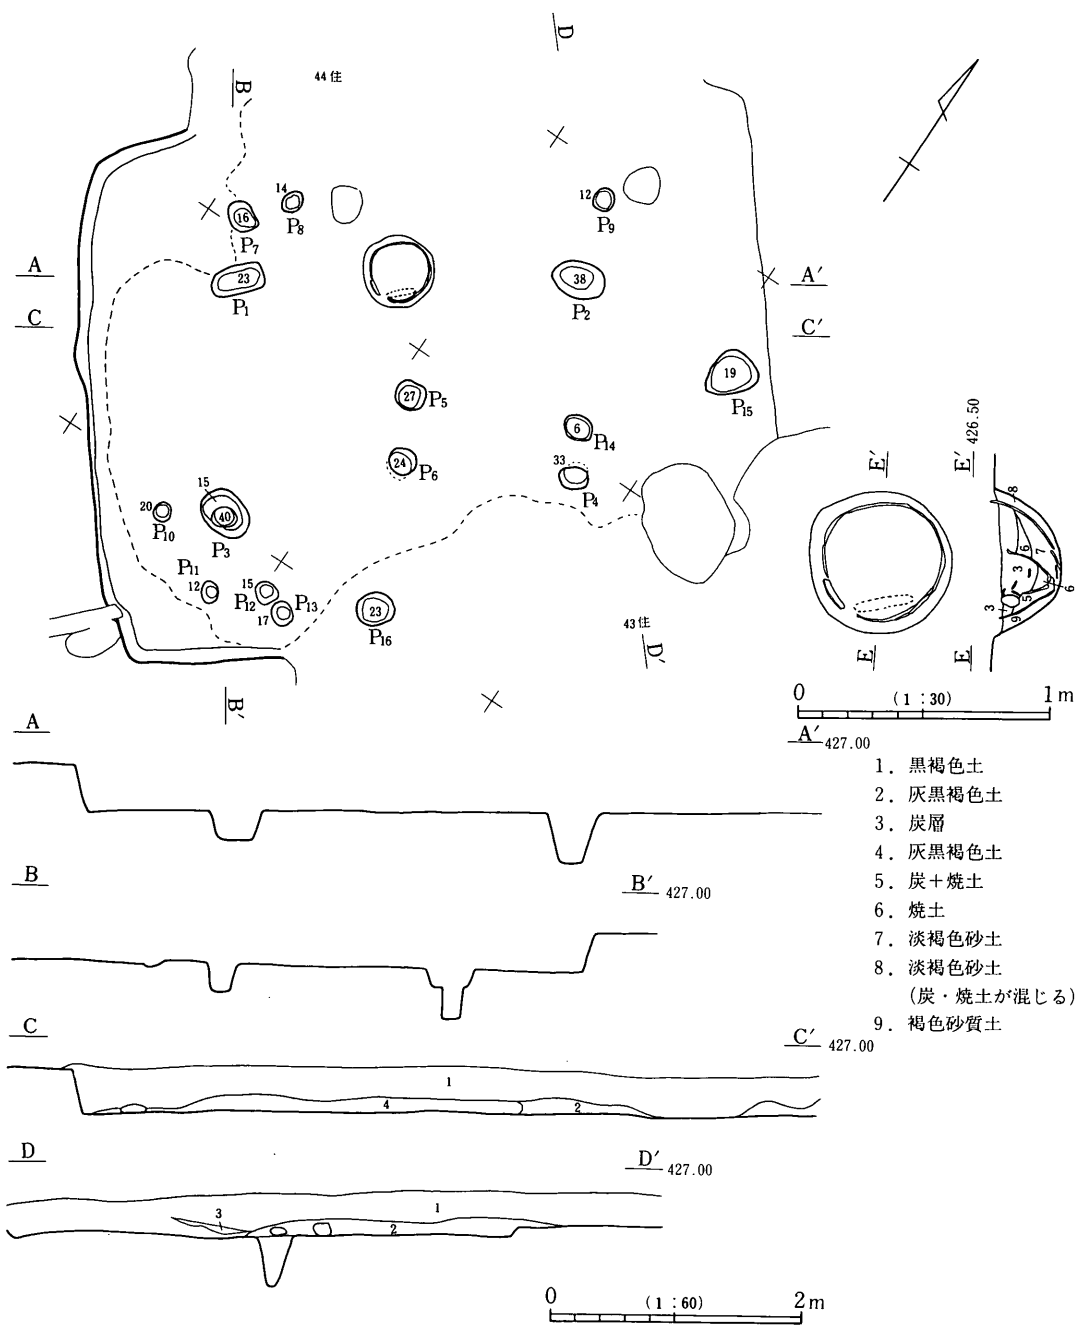 D
B
44住
14
P8
12
P9
16
P7
A
23
P1
38
P2
A′
C
C′
19
P15
27
P5
6
P14
24
P6
33
P4
15
20
P10
40
P3
P11
12
15
P12
P13
17
23
P16
43住
D′
B′
E′
E′
426.50
8
6
7
3
5
6
3
9
E
E
0
(1:30)
1m
A
A′ 427.00
B
B′ 427.00
C
C′ 427.00
1
4
2
D
D′ 427.00
3
1
2
1. 黒褐色土
2. 灰黒褐色土
3. 炭層
4. 灰黒褐色土
5. 炭+焼土
6. 焼土
7. 淡褐色砂土
8. 淡褐色砂土
(炭・焼土が混じる)
9. 褐色砂質土
0
(1:60)
2m